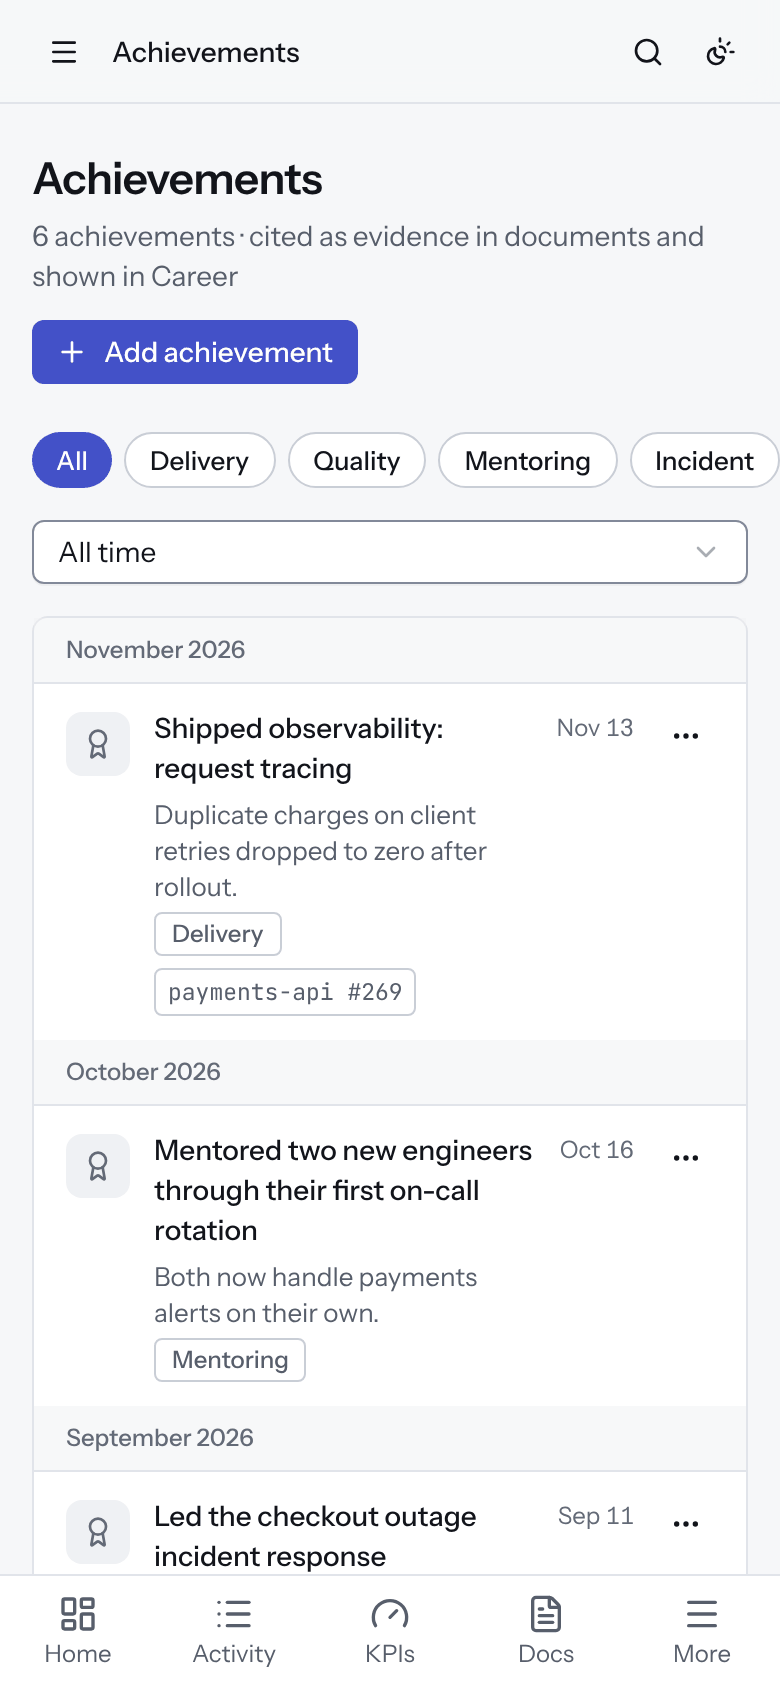 Achievements
Achievements
6 achievements · cited as evidence in documents and
shown in Career
Add achievement
All
Delivery
Quality
Mentoring
Incident
All time
November 2026
Shipped observability:
request tracing
Nov 13
Duplicate charges on client
retries dropped to zero after
rollout.
Delivery
payments-api #269
October 2026
Mentored two new engineers
through their first on-call
rotation
Oct 16
Both now handle payments
alerts on their own.
Mentoring
September 2026
Led the checkout outage
incident response
Sep 11
Home
Activity
KPIs
Docs
More